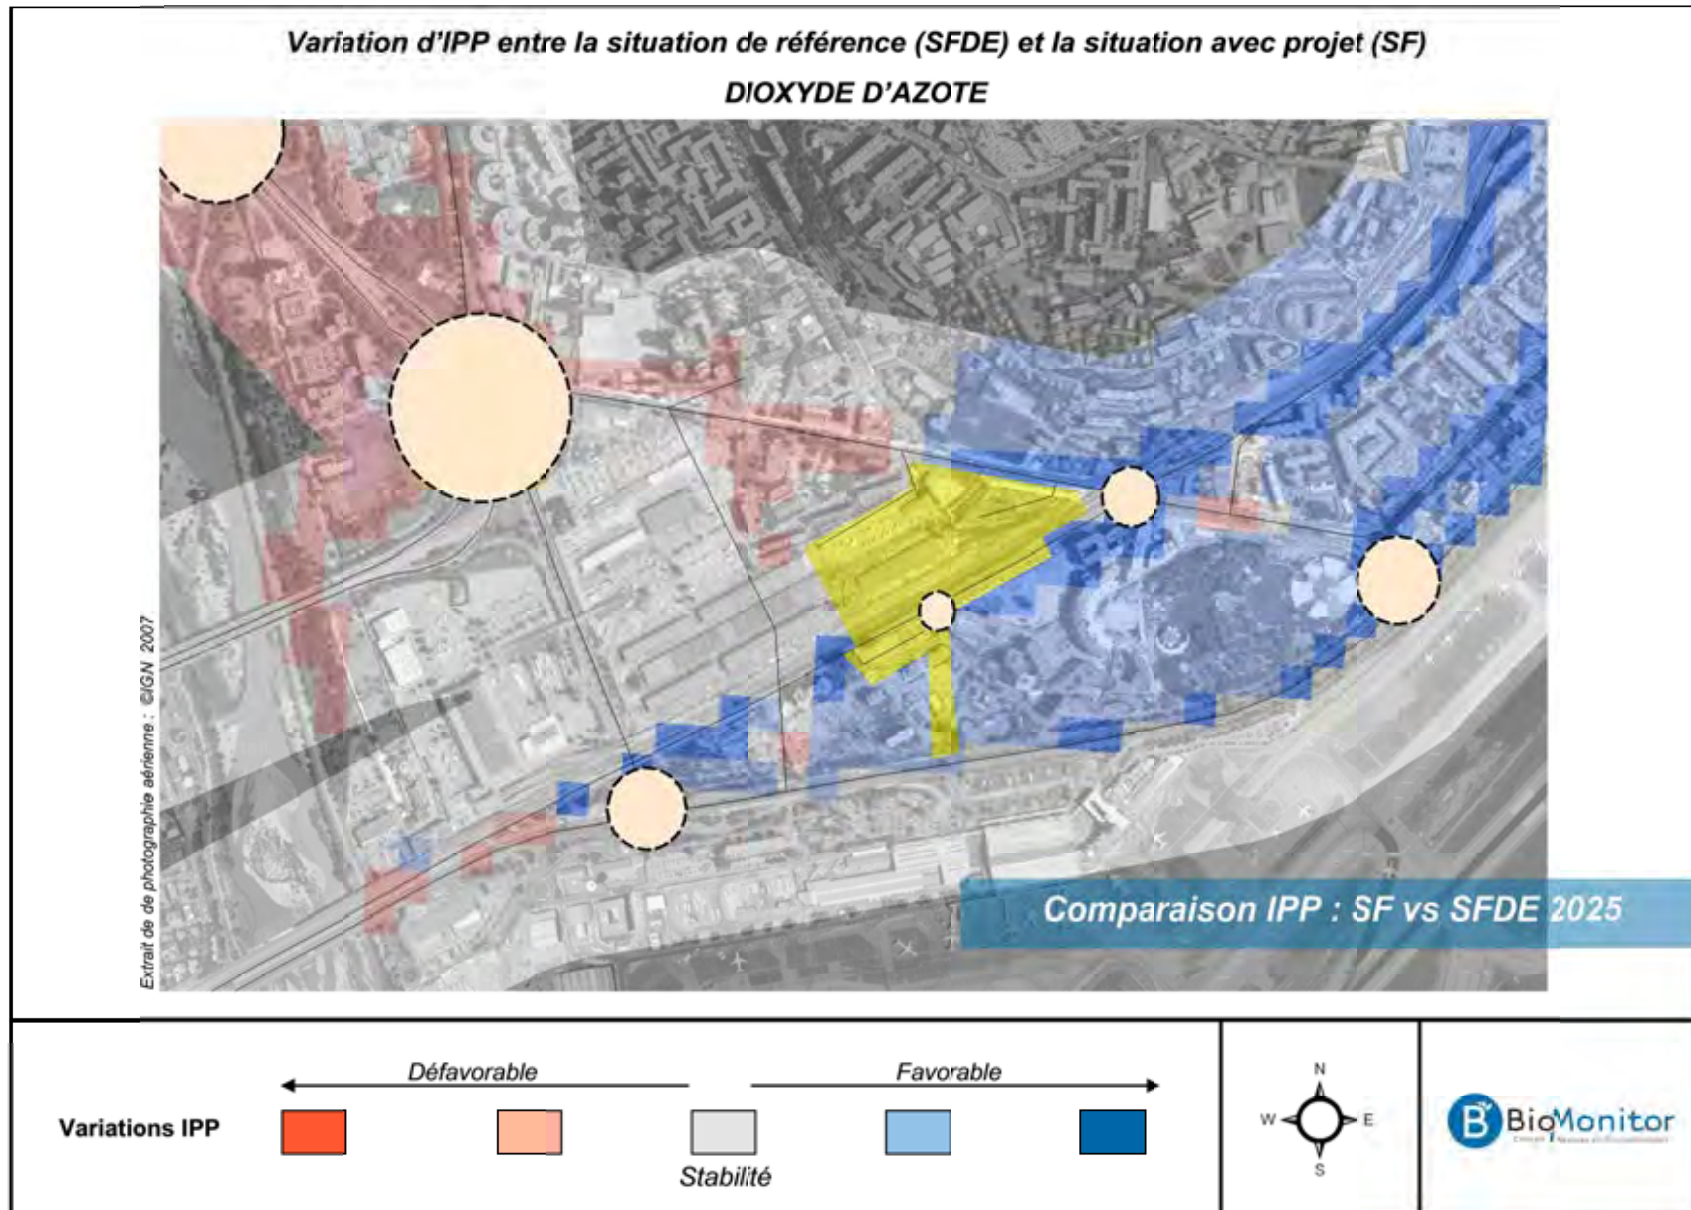 Variation d'IPP entre la situation de référence (SFDE) et la situation avec projet (SF)
DIOXYDE D'AZOTE
Extrait de de photographie aérienne : ©IGN 2007
Comparaison IPP : SF vs SFDE 2025
Défavorable
Favorable
Variations IPP
Stabilité
N
W
E
S
B
BioMonitor